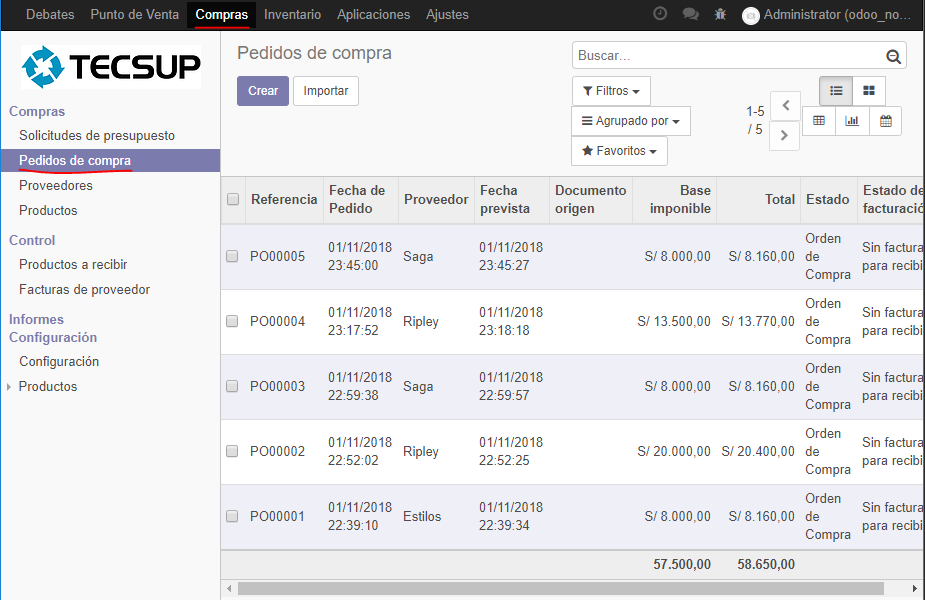 Debates Punto de Venta Compras Inventario Aplicaciones Ajustes Administrator (odoo_no...
TECSUP
Compras
Solicitudes de presupuesto
Pedidos de compra
Proveedores
Productos
Control
Productos a recibir
Facturas de proveedor
Informes
Configuración
Configuración
Productos
Pedidos de compra
Buscar...
Crear Importar
Filtros
Agrupado por
Favoritos
1-5
/ 5
Referencia
Fecha de
Pedido
Proveedor
Fecha
prevista
Documento
origen
Base
imponible
Total
Estado
Estado de
facturació
PO00005
01/11/2018
23:45:00
Saga
01/11/2018
23:45:27
S/ 8.000,00
S/ 8.160,00
Orden
de
Compra
Sin factura
para recibi
PO00004
01/11/2018
23:17:52
Ripley
01/11/2018
23:18:18
S/ 13.500,00
S/ 13.770,00
Orden
de
Compra
Sin factura
para recibi
PO00003
01/11/2018
22:59:38
Saga
01/11/2018
22:59:57
S/ 8.000,00
S/ 8.160,00
Orden
de
Compra
Sin factura
para recibi
PO00002
01/11/2018
22:52:02
Ripley
01/11/2018
22:52:25
S/ 20.000,00
S/ 20.400,00
Orden
de
Compra
Sin factura
para recibi
PO00001
01/11/2018
22:39:10
Estilos
01/11/2018
22:39:34
S/ 8.000,00
S/ 8.160,00
Orden
de
Compra
Sin factura
para recibi
57.500,00 58.650,00